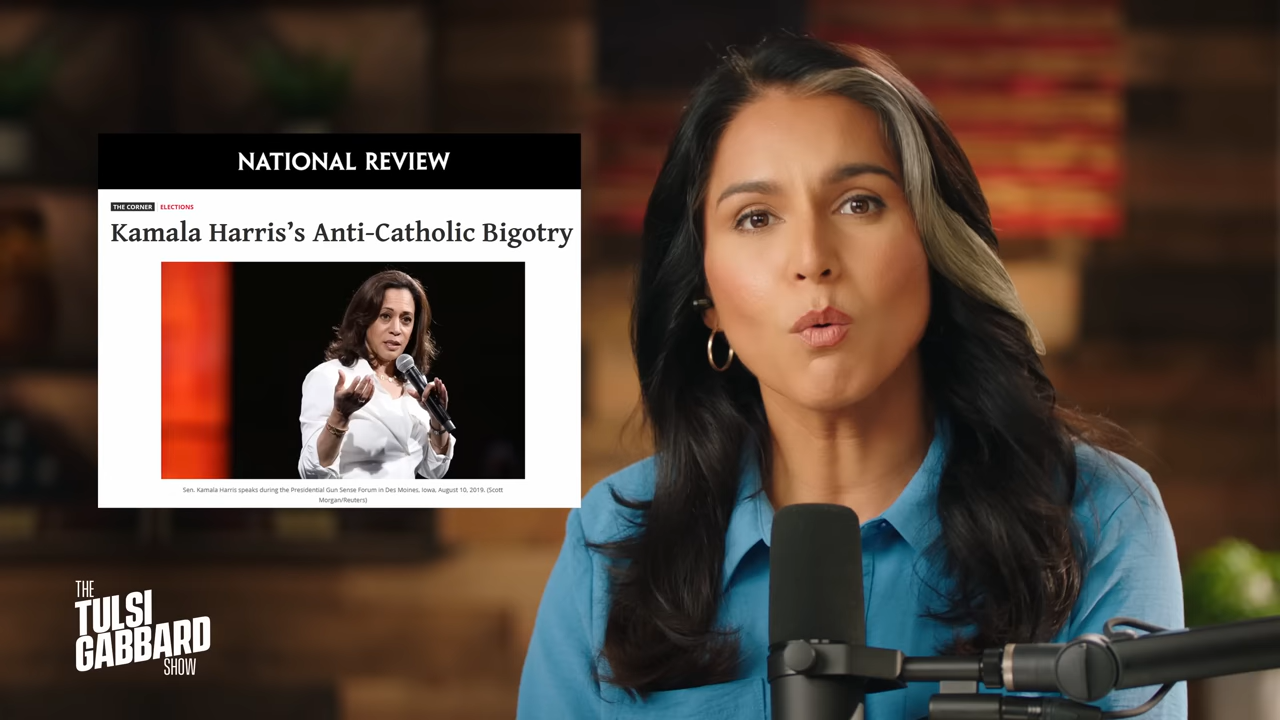 NATIONAL REVIEW
THE CORNER ELECTIONS
Kamala Harris’s Anti-Catholic Bigotry
Sen. Kamala Harris speaks during the Presidential Gun Sense Forum in Des Moines, Iowa, August 10, 2019. (Scott
Morgan/Reuters)
THE
TULSI
GABBARD
SHOW